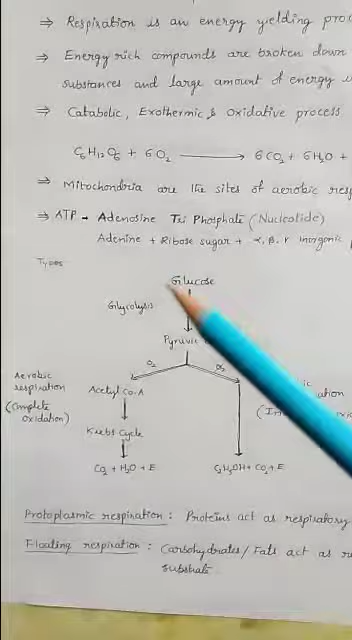 ⇒ Respiration is an energy yielding
⇒ Energy rich compounds are broken down
substances and large amount of energy
⇒ Catabolic, Exothermic & Oxidative process
C₆H₁₂O₆ + 6O₂ → 6CO₂ + 6H₂O +
⇒ Mitochondria are the sites of aerobic
⇒ ATP - Adenosine Tri Phosphate (Nucleotide)
Adenine + Ribose sugar + α, β, γ inorganic
Types
Glucose
Glycolysis
Pyruvic
O₂
Aerobic respiration
(Complete oxidation)
Acetyl Co-A
Krebs Cycle
CO₂ + H₂O + E
C₂H₅OH + CO₂ + E
Protoplasmic respiration : Proteins act as respiratory
Floating respiration : Carbohydrates / Fats act as
substrate